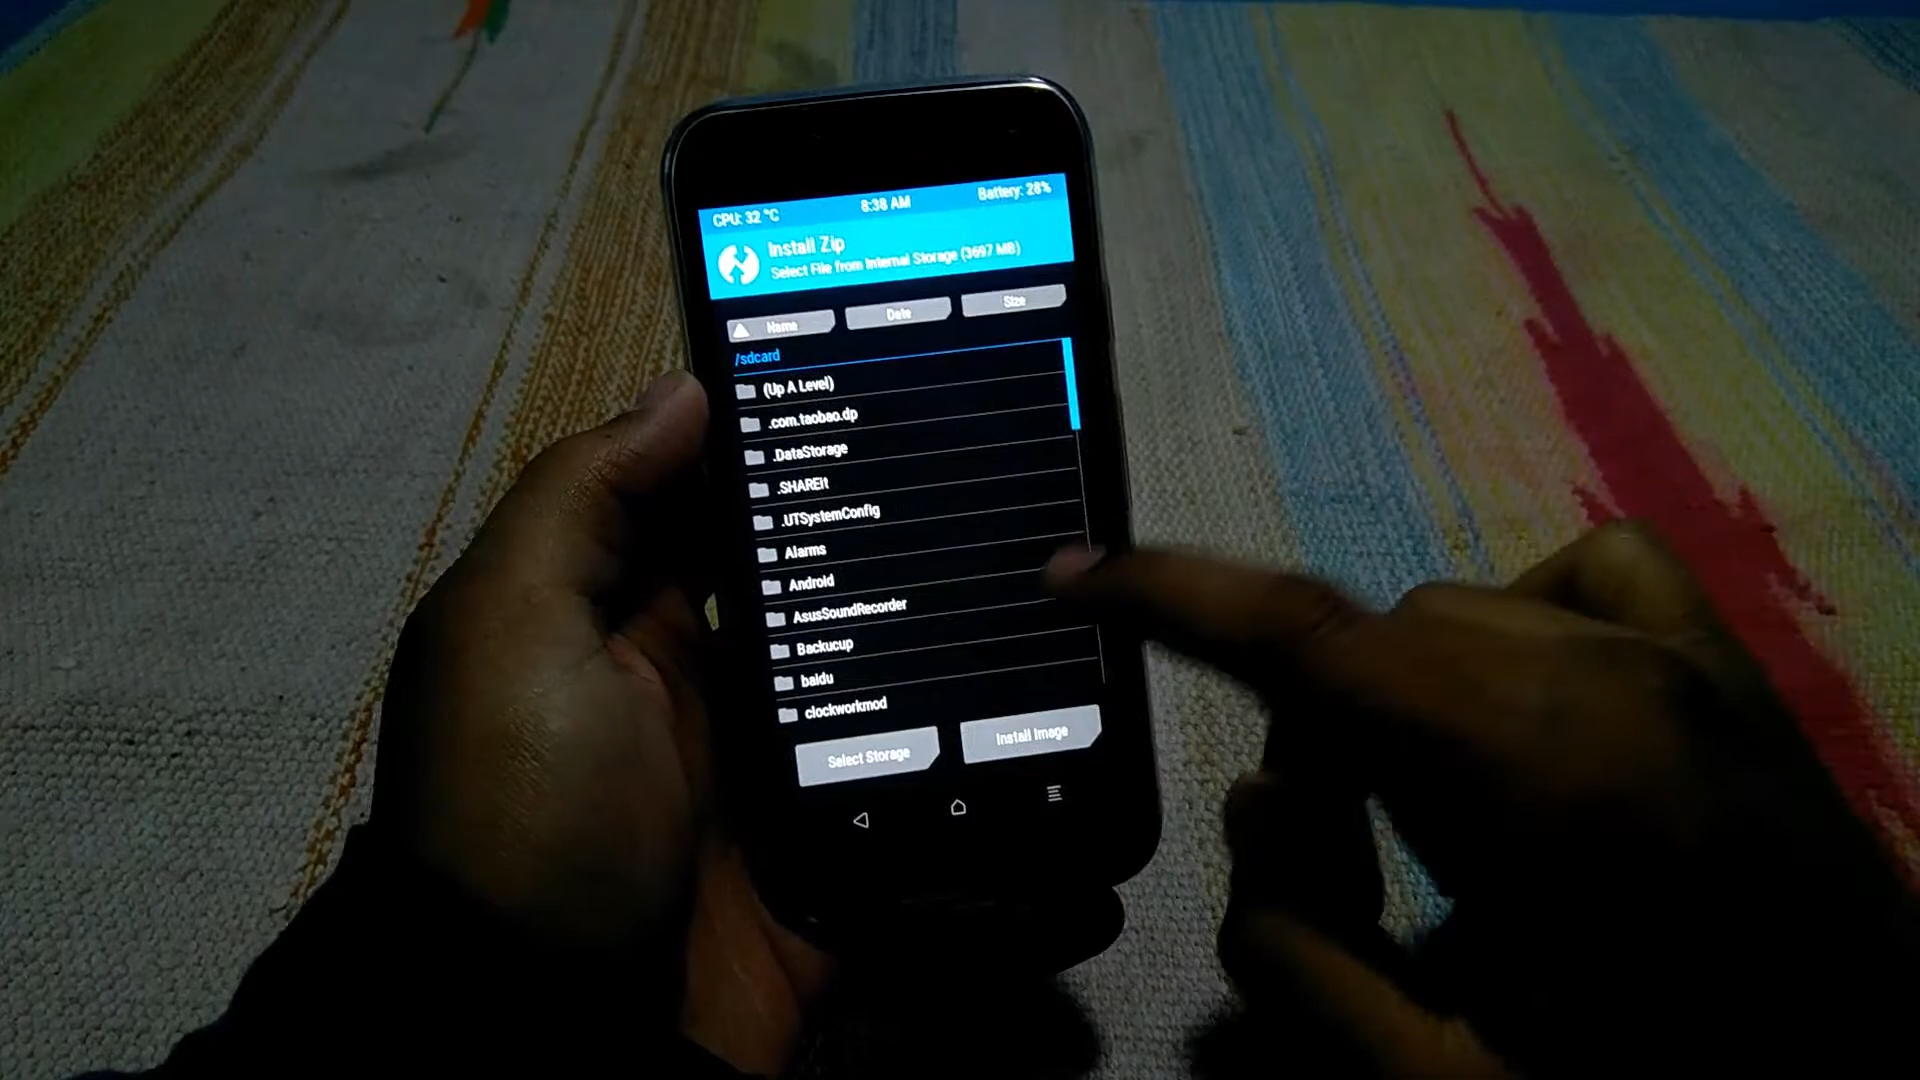 CPU: 32 °C 8:38 AM Battery: 28%
Install Zip
Select File from Internal Storage (3697 MB)
Name Date Size
/sdcard
(Up A Level)
.com.taobao.dp
.DataStorage
.SHAREit
.UTSystemConfig
Alarms
Android
AsusSoundRecorder
Backucup
baidu
clockworkmod
Select Storage Install Image